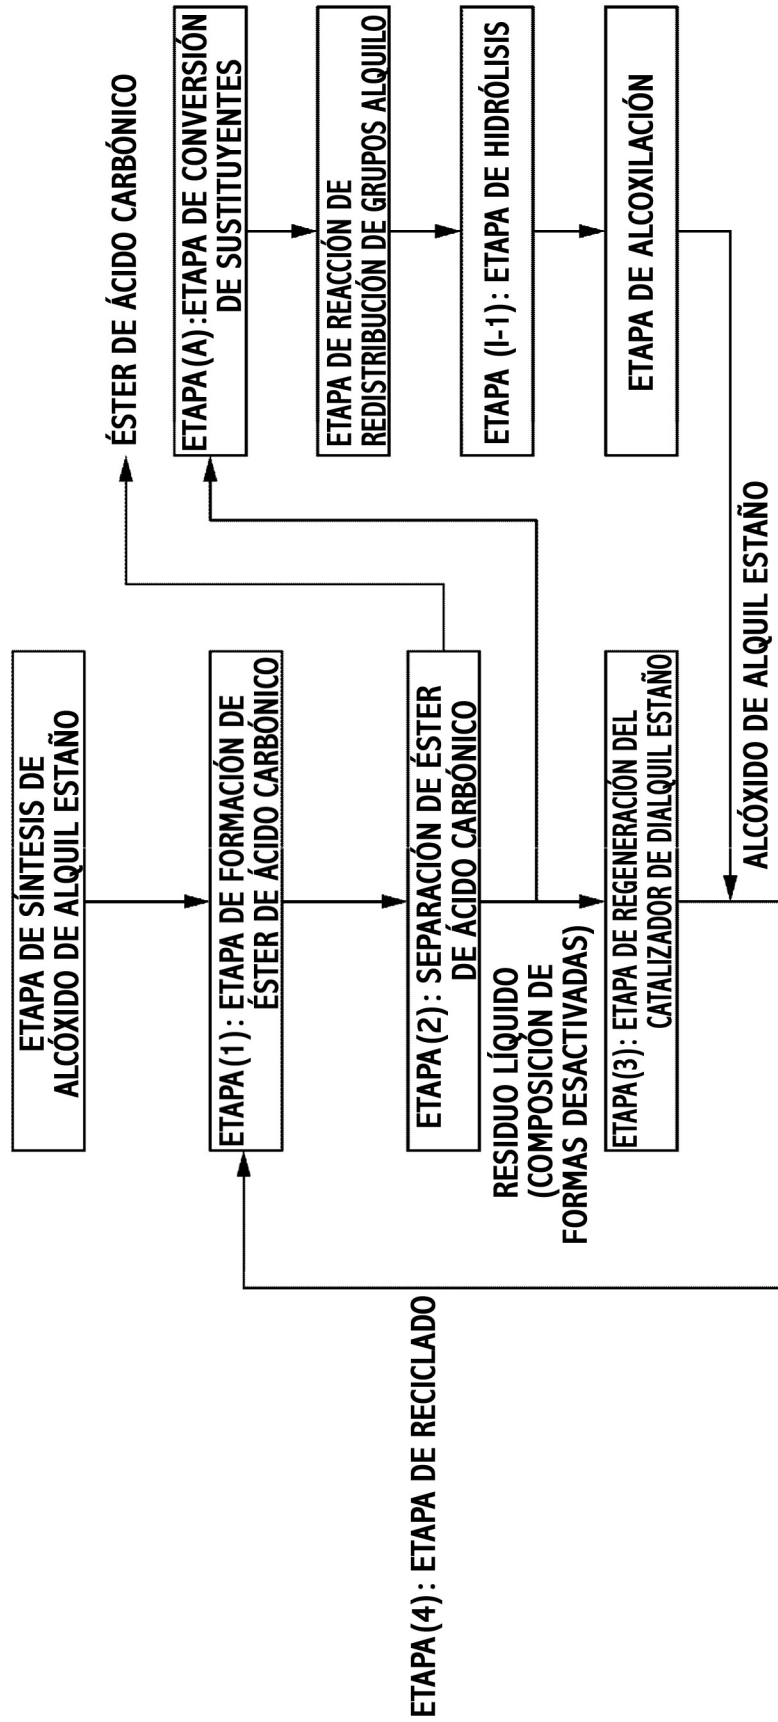 ETAPA DE SÍNTESIS DE
ALCÓXIDO DE ALQUIL ESTAÑO
ETAPA(1): ETAPA DE FORMACIÓN DE
ÉSTER DE ÁCIDO CARBÓNICO
ETAPA(2): SEPARACIÓN DE ÉSTER
DE ÁCIDO CARBÓNICO
RESIDUO LÍQUIDO
(COMPOSICIÓN DE
FORMAS DESACTIVADAS)
ETAPA(3): ETAPA DE REGENERACIÓN DEL
CATALIZADOR DE DIALQUIL ESTAÑO
ETAPA(4): ETAPA DE RECICLADO
ÉSTER DE ÁCIDO CARBÓNICO
ETAPA(A):ETAPA DE CONVERSIÓN
DE SUSTITUYENTES
ETAPA DE REACCIÓN DE
REDISTRIBUCIÓN DE GRUPOS ALQUILO
ETAPA (I-1): ETAPA DE HIDRÓLISIS
ETAPA DE ALCOXILACIÓN
ALCÓXIDO DE ALQUIL ESTAÑO